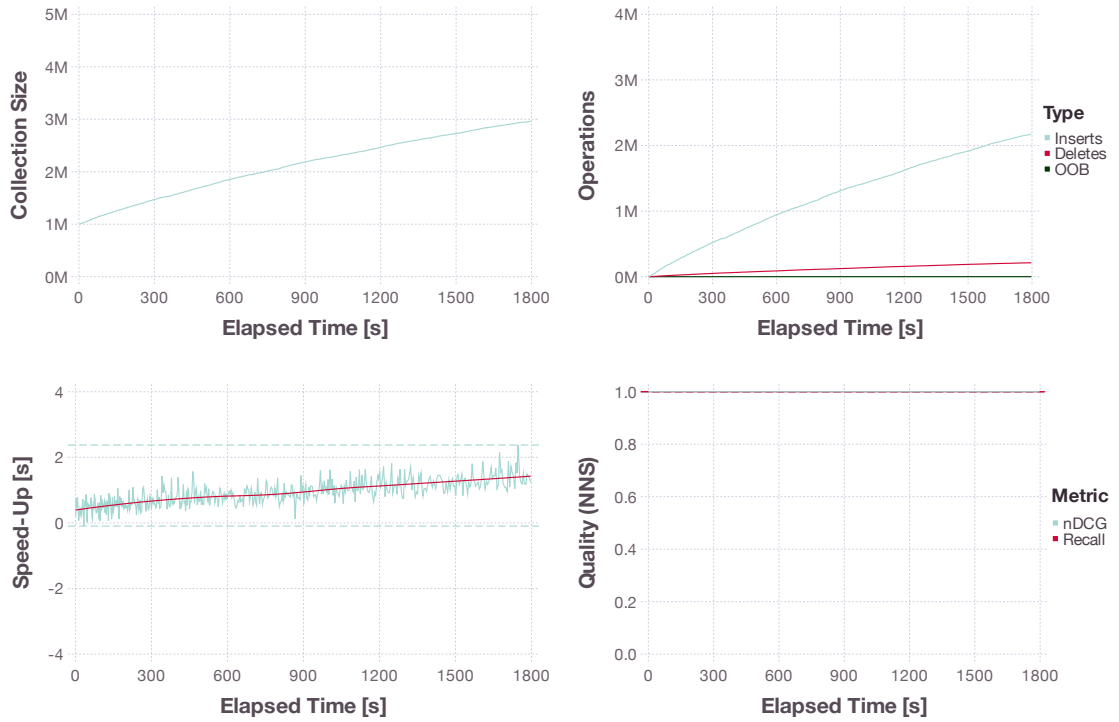 5M
4M
3M
2M
1M
0M
Collection Size
0 300 600 900 1200 1500 1800
Elapsed Time [s]
4M
3M
2M
1M
0M
Operations
0 300 600 900 1200 1500 1800
Elapsed Time [s]
Type
Inserts
Deletes
OOB
4
2
0
-2
-4
Speed-Up [s]
0 300 600 900 1200 1500 1800
Elapsed Time [s]
1.0
0.8
0.6
0.4
0.2
0.0
Quality (NNS)
0 300 600 900 1200 1500 1800
Elapsed Time [s]
Metric
nDCG
Recall